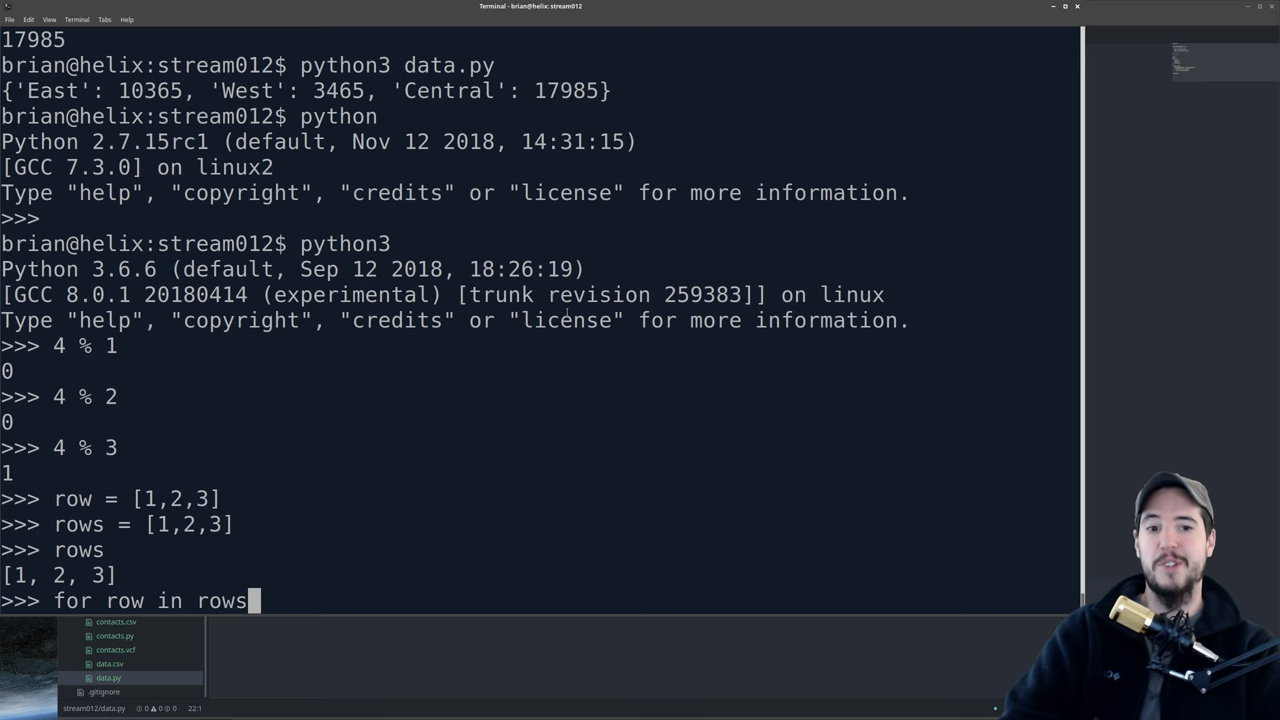 Terminal - brian@helix: stream012
File Edit View Terminal Tabs Help
17985
brian@helix:stream012$ python3 data.py
{'East': 10365, 'West': 3465, 'Central': 17985}
brian@helix:stream012$ python
Python 2.7.15rc1 (default, Nov 12 2018, 14:31:15)
[GCC 7.3.0] on linux2
Type "help", "copyright", "credits" or "license" for more information.
>>>
brian@helix:stream012$ python3
Python 3.6.6 (default, Sep 12 2018, 18:26:19)
[GCC 8.0.1 20180414 (experimental) [trunk revision 259383]] on linux
Type "help", "copyright", "credits" or "license" for more information.
>>> 4 % 1
0
>>> 4 % 2
0
>>> 4 % 3
1
>>> row = [1,2,3]
>>> rows = [1,2,3]
>>> rows
[1, 2, 3]
>>> for row in rows
contacts.csv
contacts.py
contacts.vcf
data.csv
data.py
.gitignore
stream012/data.py 0 0 0 22:1